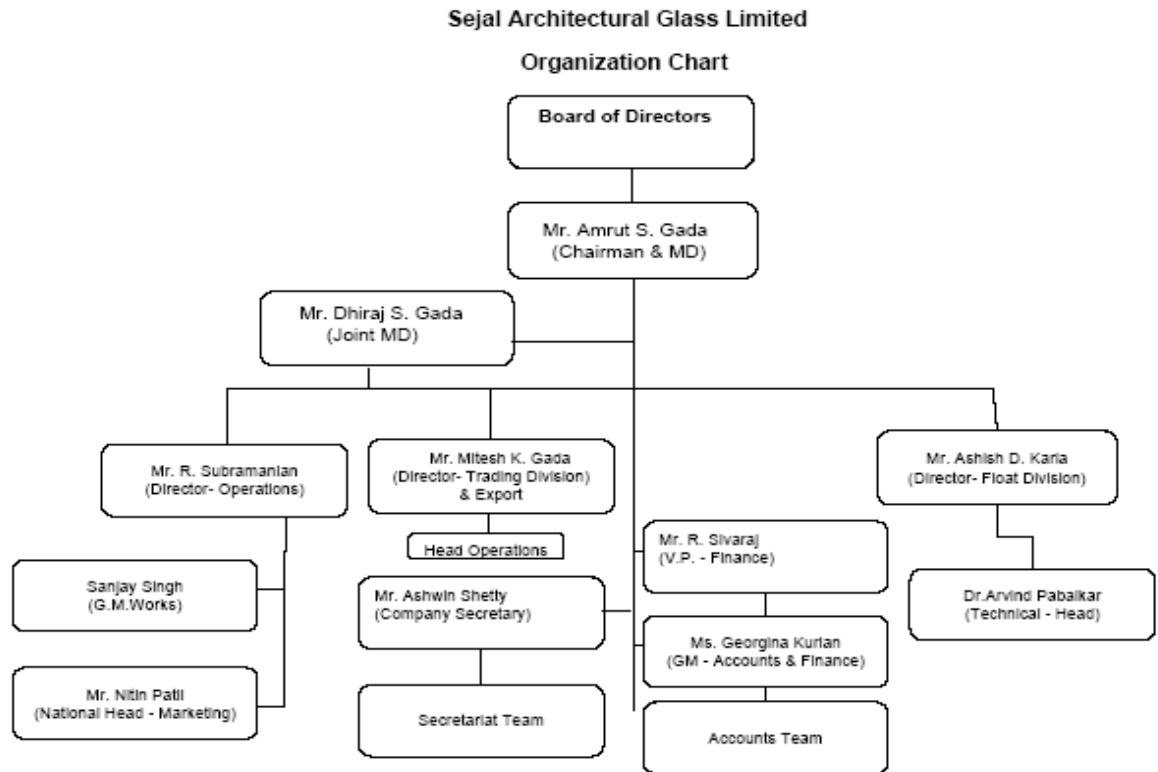 Sejal Architectural Glass Limited
Organization Chart
Board of Directors
Mr. Amrut S. Gada
(Chairman & MD)
Mr. Dhiraj S. Gada
(Joint MD)
Mr. R. Subramanian
(Director- Operations)
Mr. Mitesh K. Gada
(Director- Trading Division)
& Export
Mr. Ashish D. Karia
(Director- Float Division)
Head Operations
Mr. R. Sivaraj
(V.P. - Finance)
Sanjay Singh
(G.M.Works)
Mr. Ashwin Shetty
(Company Secretary)
Dr.Arvind Pabalkar
(Technical - Head)
Ms. Georgina Kurian
(GM - Accounts & Finance)
Mr. Nitin Patil
(National Head - Marketing)
Secretariat Team
Accounts Team